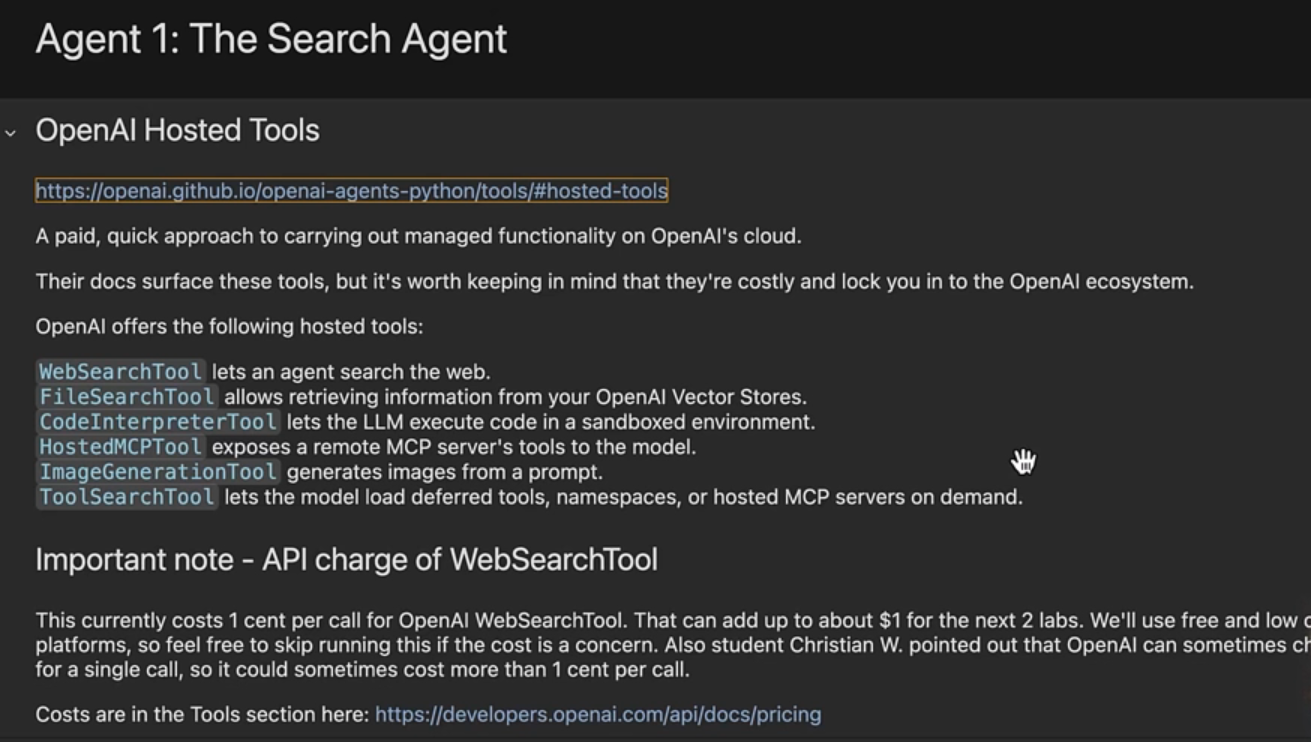 Agent 1: The Search Agent
OpenAI Hosted Tools
https://openai.github.io/openai-agents-python/tools/#hosted-tools
A paid, quick approach to carrying out managed functionality on OpenAI's cloud.
Their docs surface these tools, but it's worth keeping in mind that they're costly and lock you in to the OpenAI ecosystem.
OpenAI offers the following hosted tools:
WebSearchTool lets an agent search the web.
FileSearchTool allows retrieving information from your OpenAI Vector Stores.
CodeInterpreterTool lets the LLM execute code in a sandboxed environment.
HostedMCPTool exposes a remote MCP server's tools to the model.
ImageGenerationTool generates images from a prompt.
ToolSearchTool lets the model load deferred tools, namespaces, or hosted MCP servers on demand.
Important note - API charge of WebSearchTool
This currently costs 1 cent per call for OpenAI WebSearchTool. That can add up to about $1 for the next 2 labs. We'll use free and low
platforms, so feel free to skip running this if the cost is a concern. Also student Christian W. pointed out that OpenAI can sometimes
for a single call, so it could sometimes cost more than 1 cent per call.
Costs are in the Tools section here: https://developers.openai.com/api/docs/pricing